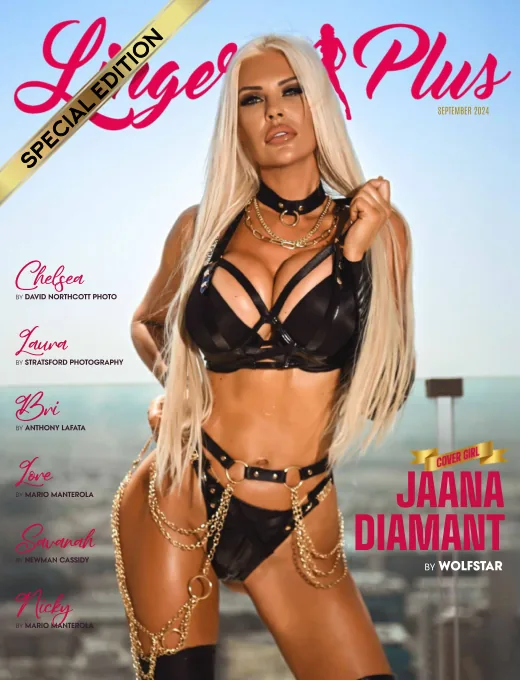 Linge Plus
SPECIAL EDITION
SEPTEMBER 2024
Chelsea
BY DAVID NORTHCOTT PHOTO
Laura
BY STRATSFORD PHOTOGRAPHY
Bri
BY ANTHONY LAFATA
Lore
BY MARIO MANTEROLA
Savanah
BY NEWMAN CASSIDY
Nicky
BY MARIO MANTEROLA
COVER GIRL
JAANA
DIAMANT
BY WOLFSTAR